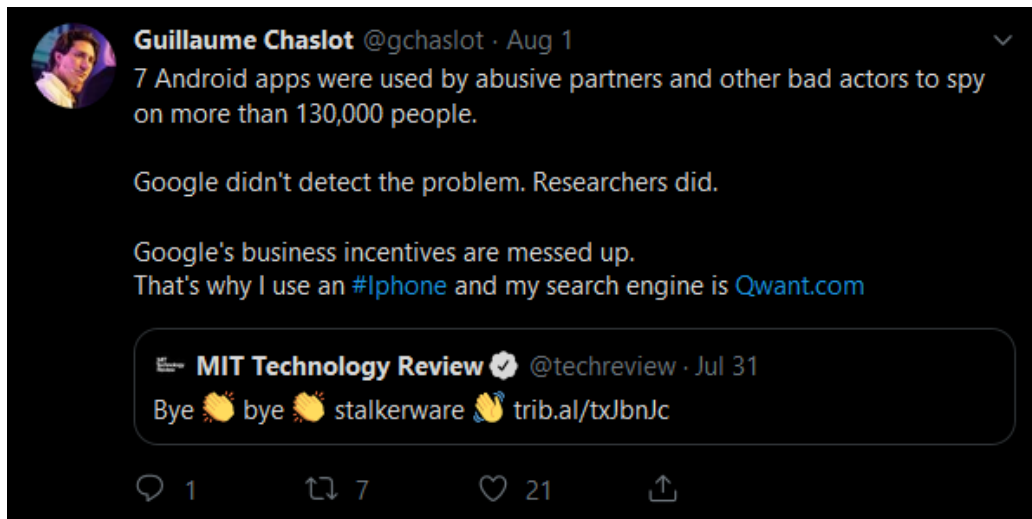 Guillaume Chaslot @gchaslot · Aug 1
7 Android apps were used by abusive partners and other bad actors to spy
on more than 130,000 people.
Google didn't detect the problem. Researchers did.
Google's business incentives are messed up.
That's why I use an #Iphone and my search engine is Qwant.com
MIT Technology Review @techreview · Jul 31
Bye 👏 bye 👏 stalkerware 👋 trib.al/txJbnJc
1 7 21